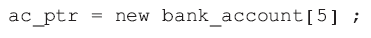 ac_ptr = new bank_account[5] ;